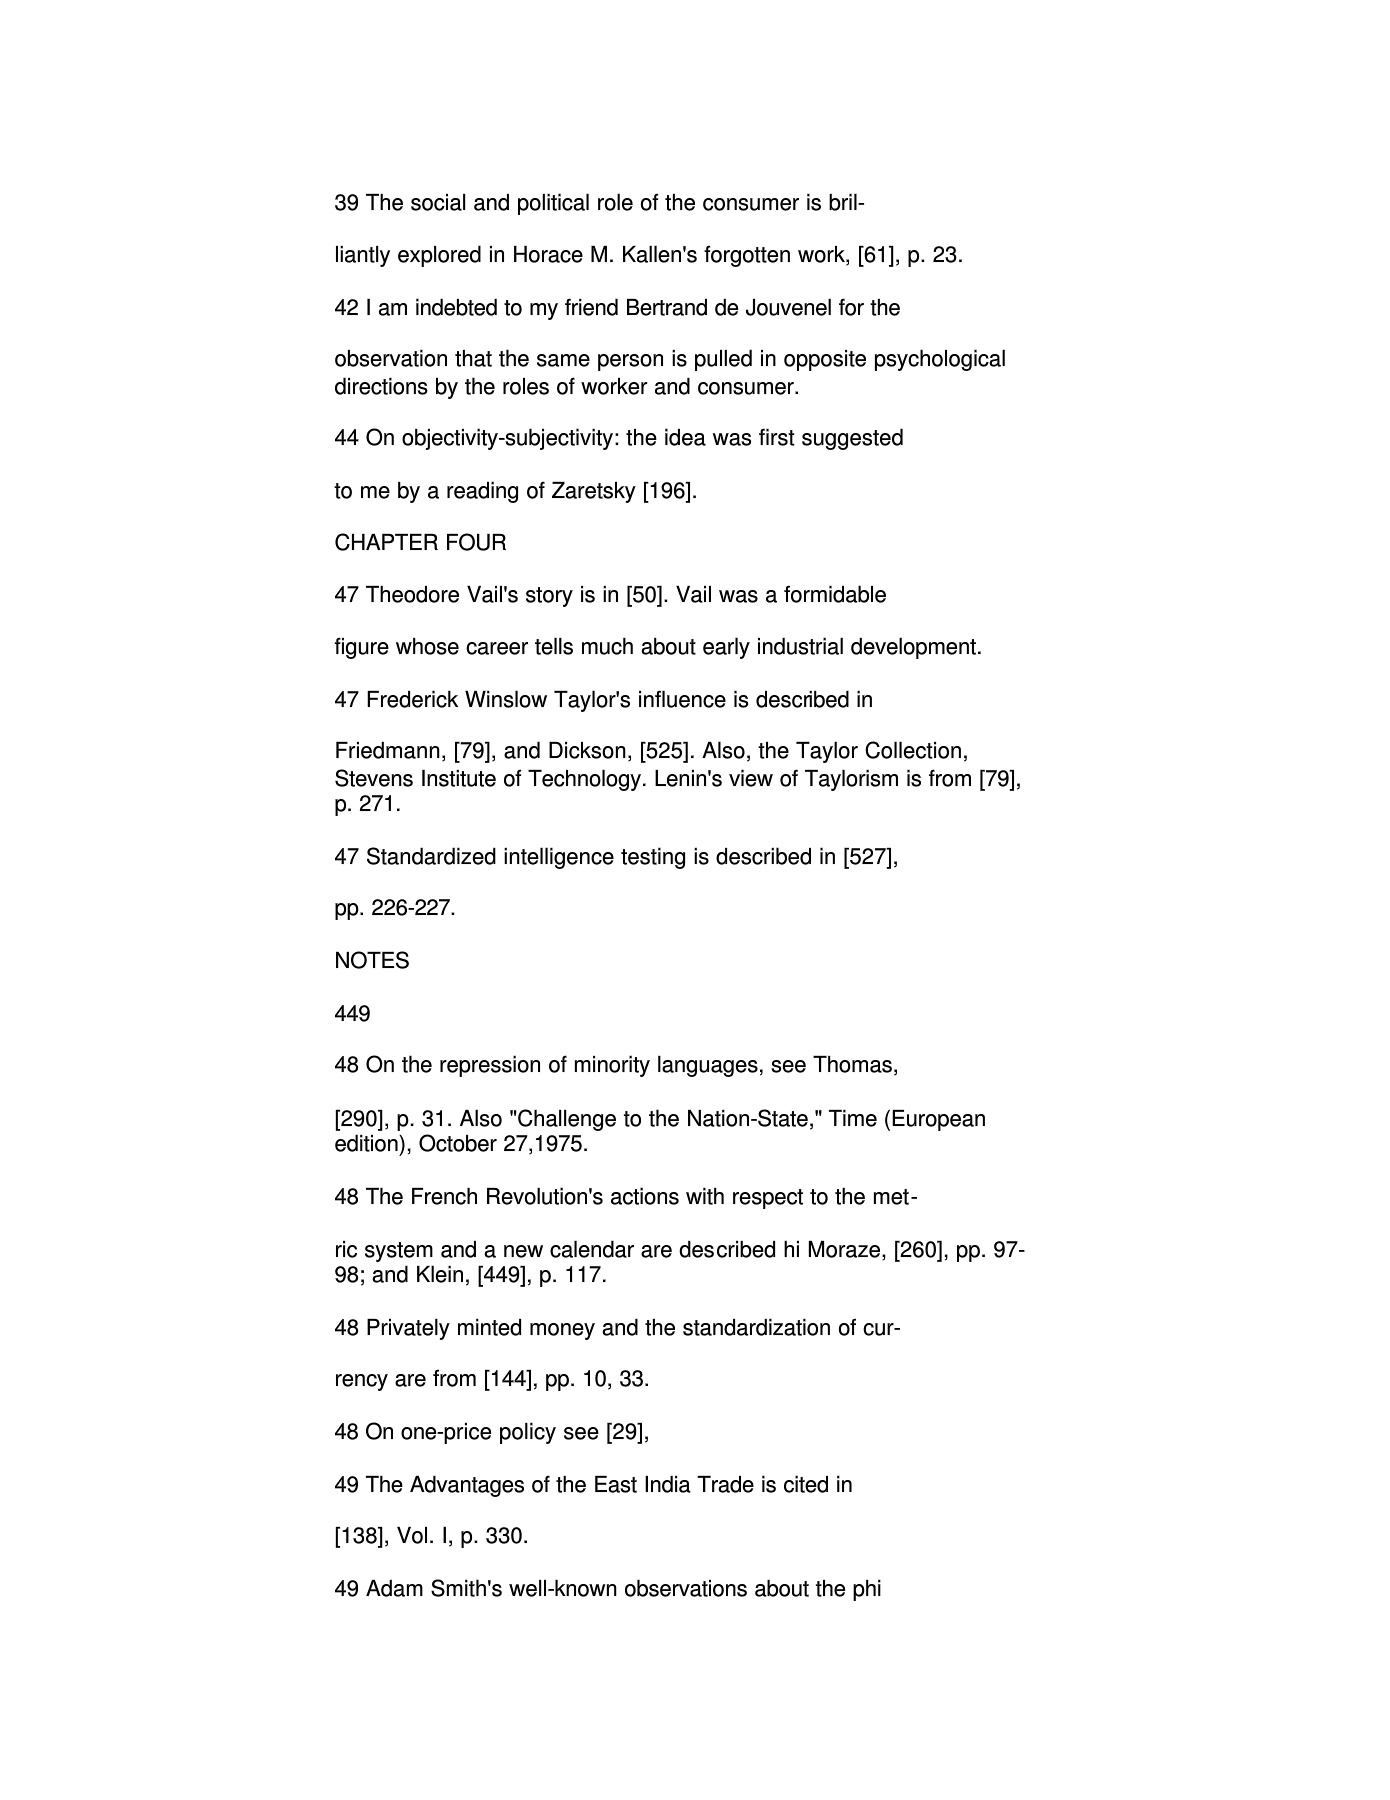 39 The social and political role of the consumer is bril-
liantly explored in Horace M. Kallen's forgotten work, [61], p. 23.
42 I am indebted to my friend Bertrand de Jouvenel for the
observation that the same person is pulled in opposite psychological
directions by the roles of worker and consumer.
44 On objectivity-subjectivity: the idea was first suggested
to me by a reading of Zaretsky [196].
CHAPTER FOUR
47 Theodore Vail's story is in [50]. Vail was a formidable
figure whose career tells much about early industrial development.
47 Frederick Winslow Taylor's influence is described in
Friedmann, [79], and Dickson, [525]. Also, the Taylor Collection,
Stevens Institute of Technology. Lenin's view of Taylorism is from [79],
p. 271.
47 Standardized intelligence testing is described in [527],
pp. 226-227.
NOTES
449
48 On the repression of minority languages, see Thomas,
[290], p. 31. Also "Challenge to the Nation-State," Time (European
edition), October 27,1975.
48 The French Revolution's actions with respect to the met-
ric system and a new calendar are described hi Moraze, [260], pp. 97-
98; and Klein, [449], p. 117.
48 Privately minted money and the standardization of cur-
rency are from [144], pp. 10, 33.
48 On one-price policy see [29],
49 The Advantages of the East India Trade is cited in
[138], Vol. I, p. 330.
49 Adam Smith's well-known observations about the phi